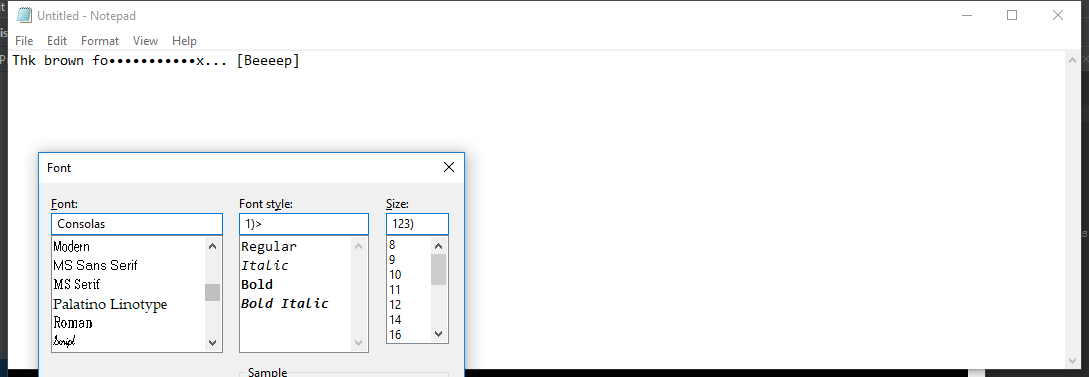 Untitled - Notepad
File Edit Format View Help
Thk brown fo•••••••••••x... [Beeeep]
Font
Font: Font style: Size:
Consolas 1)> 123)
Modern Regular 8
MS Sans Serif Italic 9
MS Serif Bold 10
Palatino Linotype Bold Italic 11
Roman 12
Script 14
16
Sample